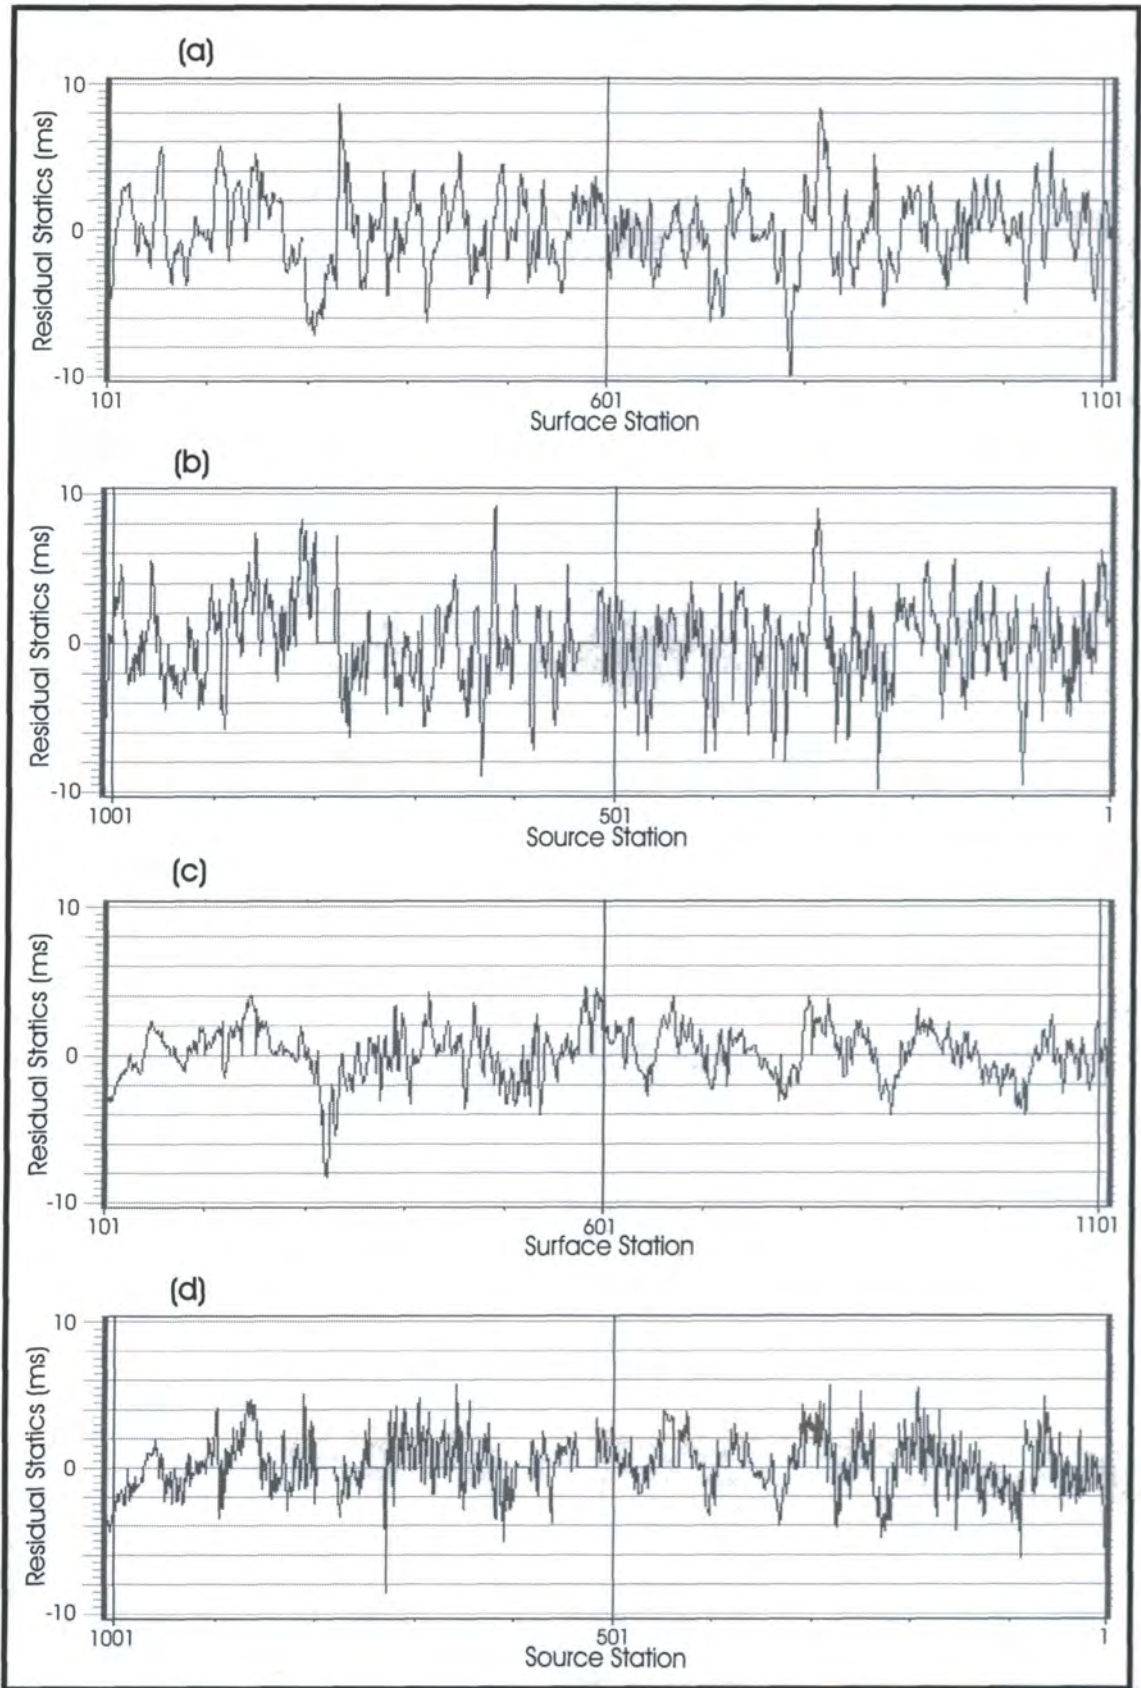 (a)
Residual Statics (ms)
10
0
-10
101
601
1101
Surface Station
(b)
Residual Statics (ms)
10
0
-10
1001
501
1
Source Station
(c)
Residual Statics (ms)
10
0
-10
101
601
1101
Surface Station
(d)
Residual Statics (ms)
10
0
-10
1001
501
1
Source Station